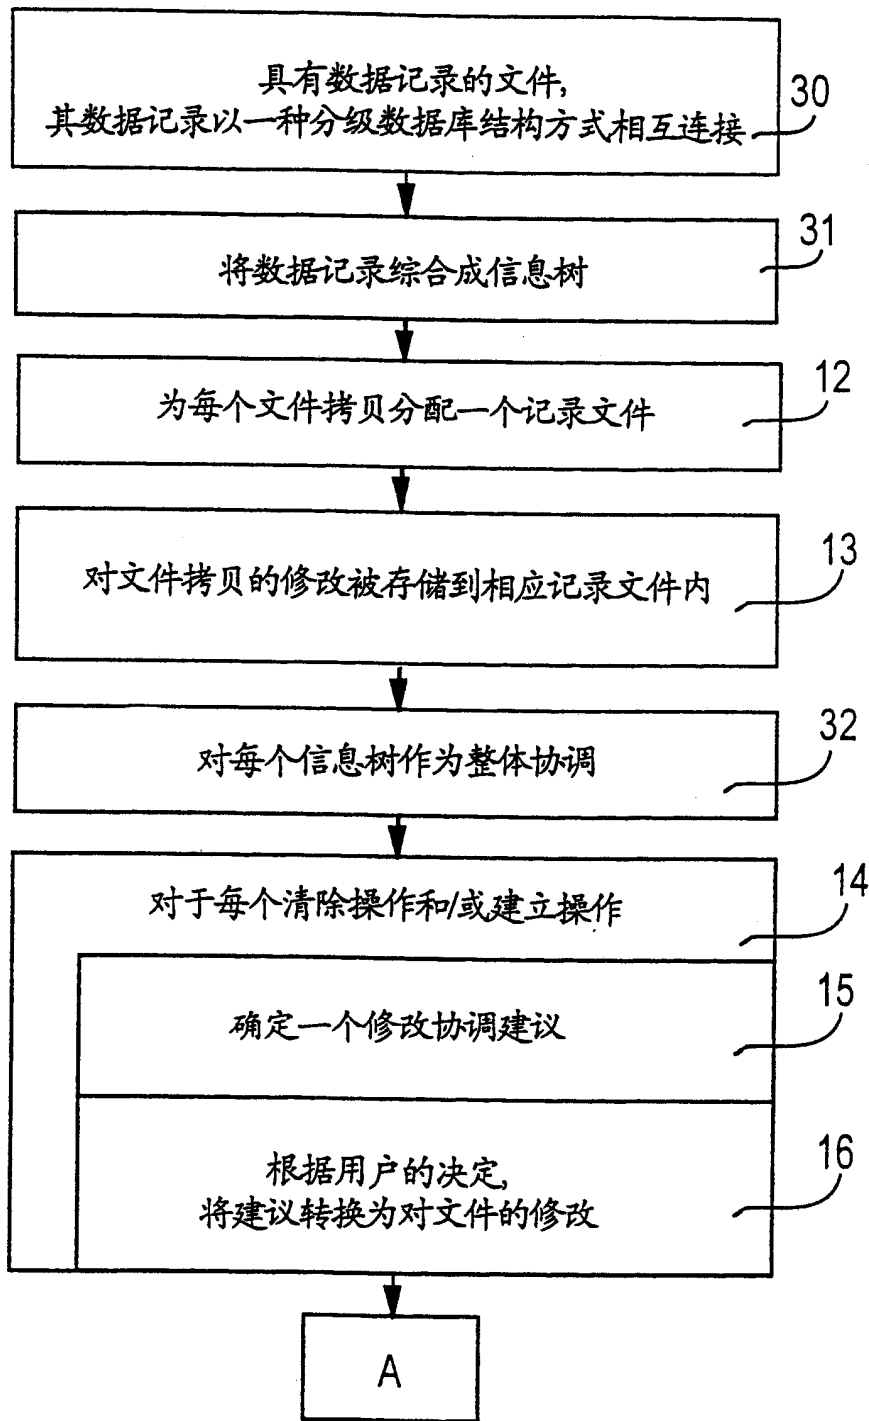 具有数据记录的文件,
其数据记录以一种分级数据库结构方式相互连接
30
将数据记录综合成信息树
31
为每个文件拷贝分配一个记录文件
12
对文件拷贝的修改被存储到相应记录文件内
13
对每个信息树作为整体协调
32
对于每个清除操作和/或建立操作
14
确定一个修改协调建议
15
根据用户的决定,
将建议转换为对文件的修改
16
A